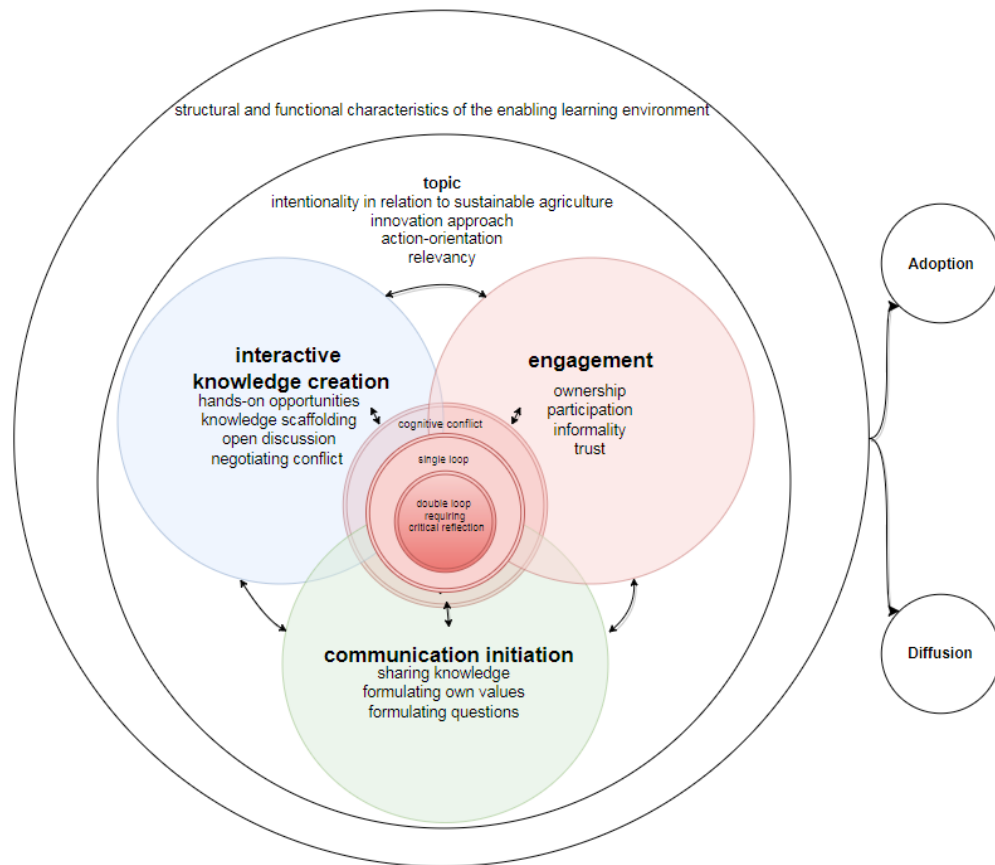 structural and functional characteristics of the enabling learning environment
topic
intentionality in relation to sustainable agriculture
innovation approach
action-orientation
relevancy
interactive
knowledge creation
hands-on opportunities
knowledge scaffolding
open discussion
negotiating conflict
engagement
ownership
participation
informality
trust
cognitive conflict
single loop
double loop
requiring
critical reflection
communication initiation
sharing knowledge
formulating own values
formulating questions
Adoption
Diffusion